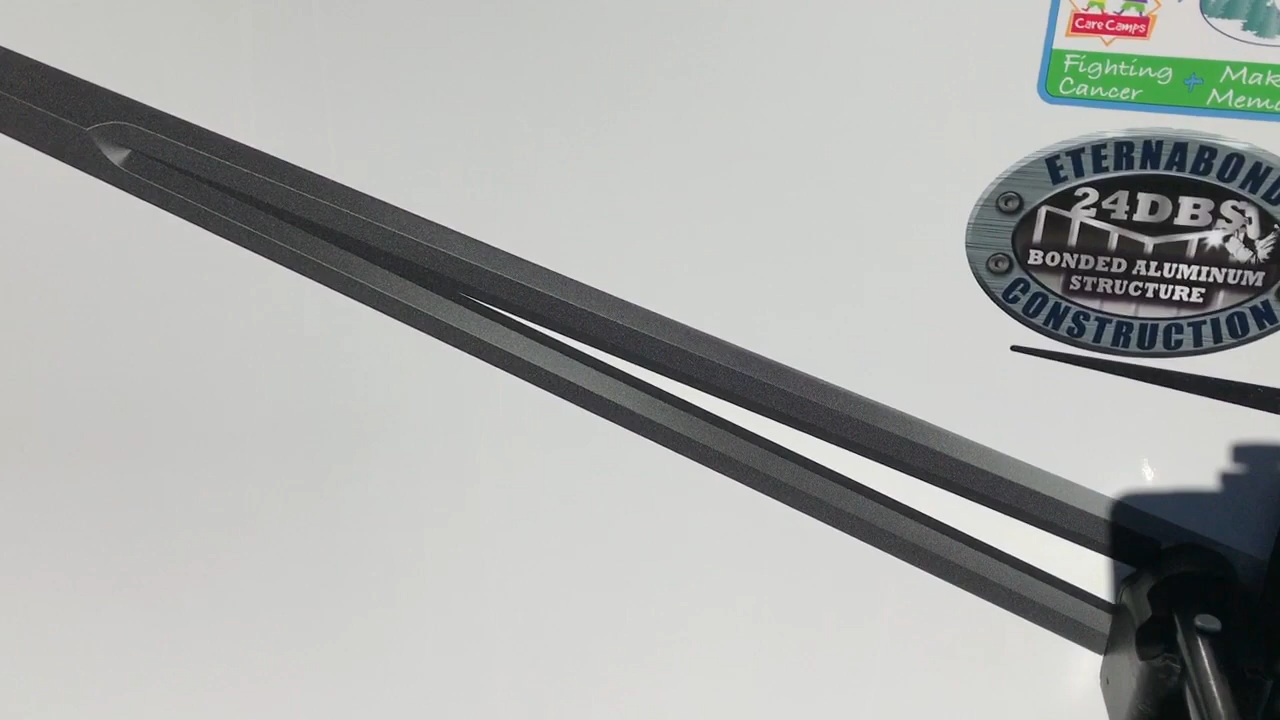 Care Camps
Fighting
Cancer
+
ETERNABOND
24DBS
BONDED ALUMINUM
STRUCTURE
CONSTRUCTION